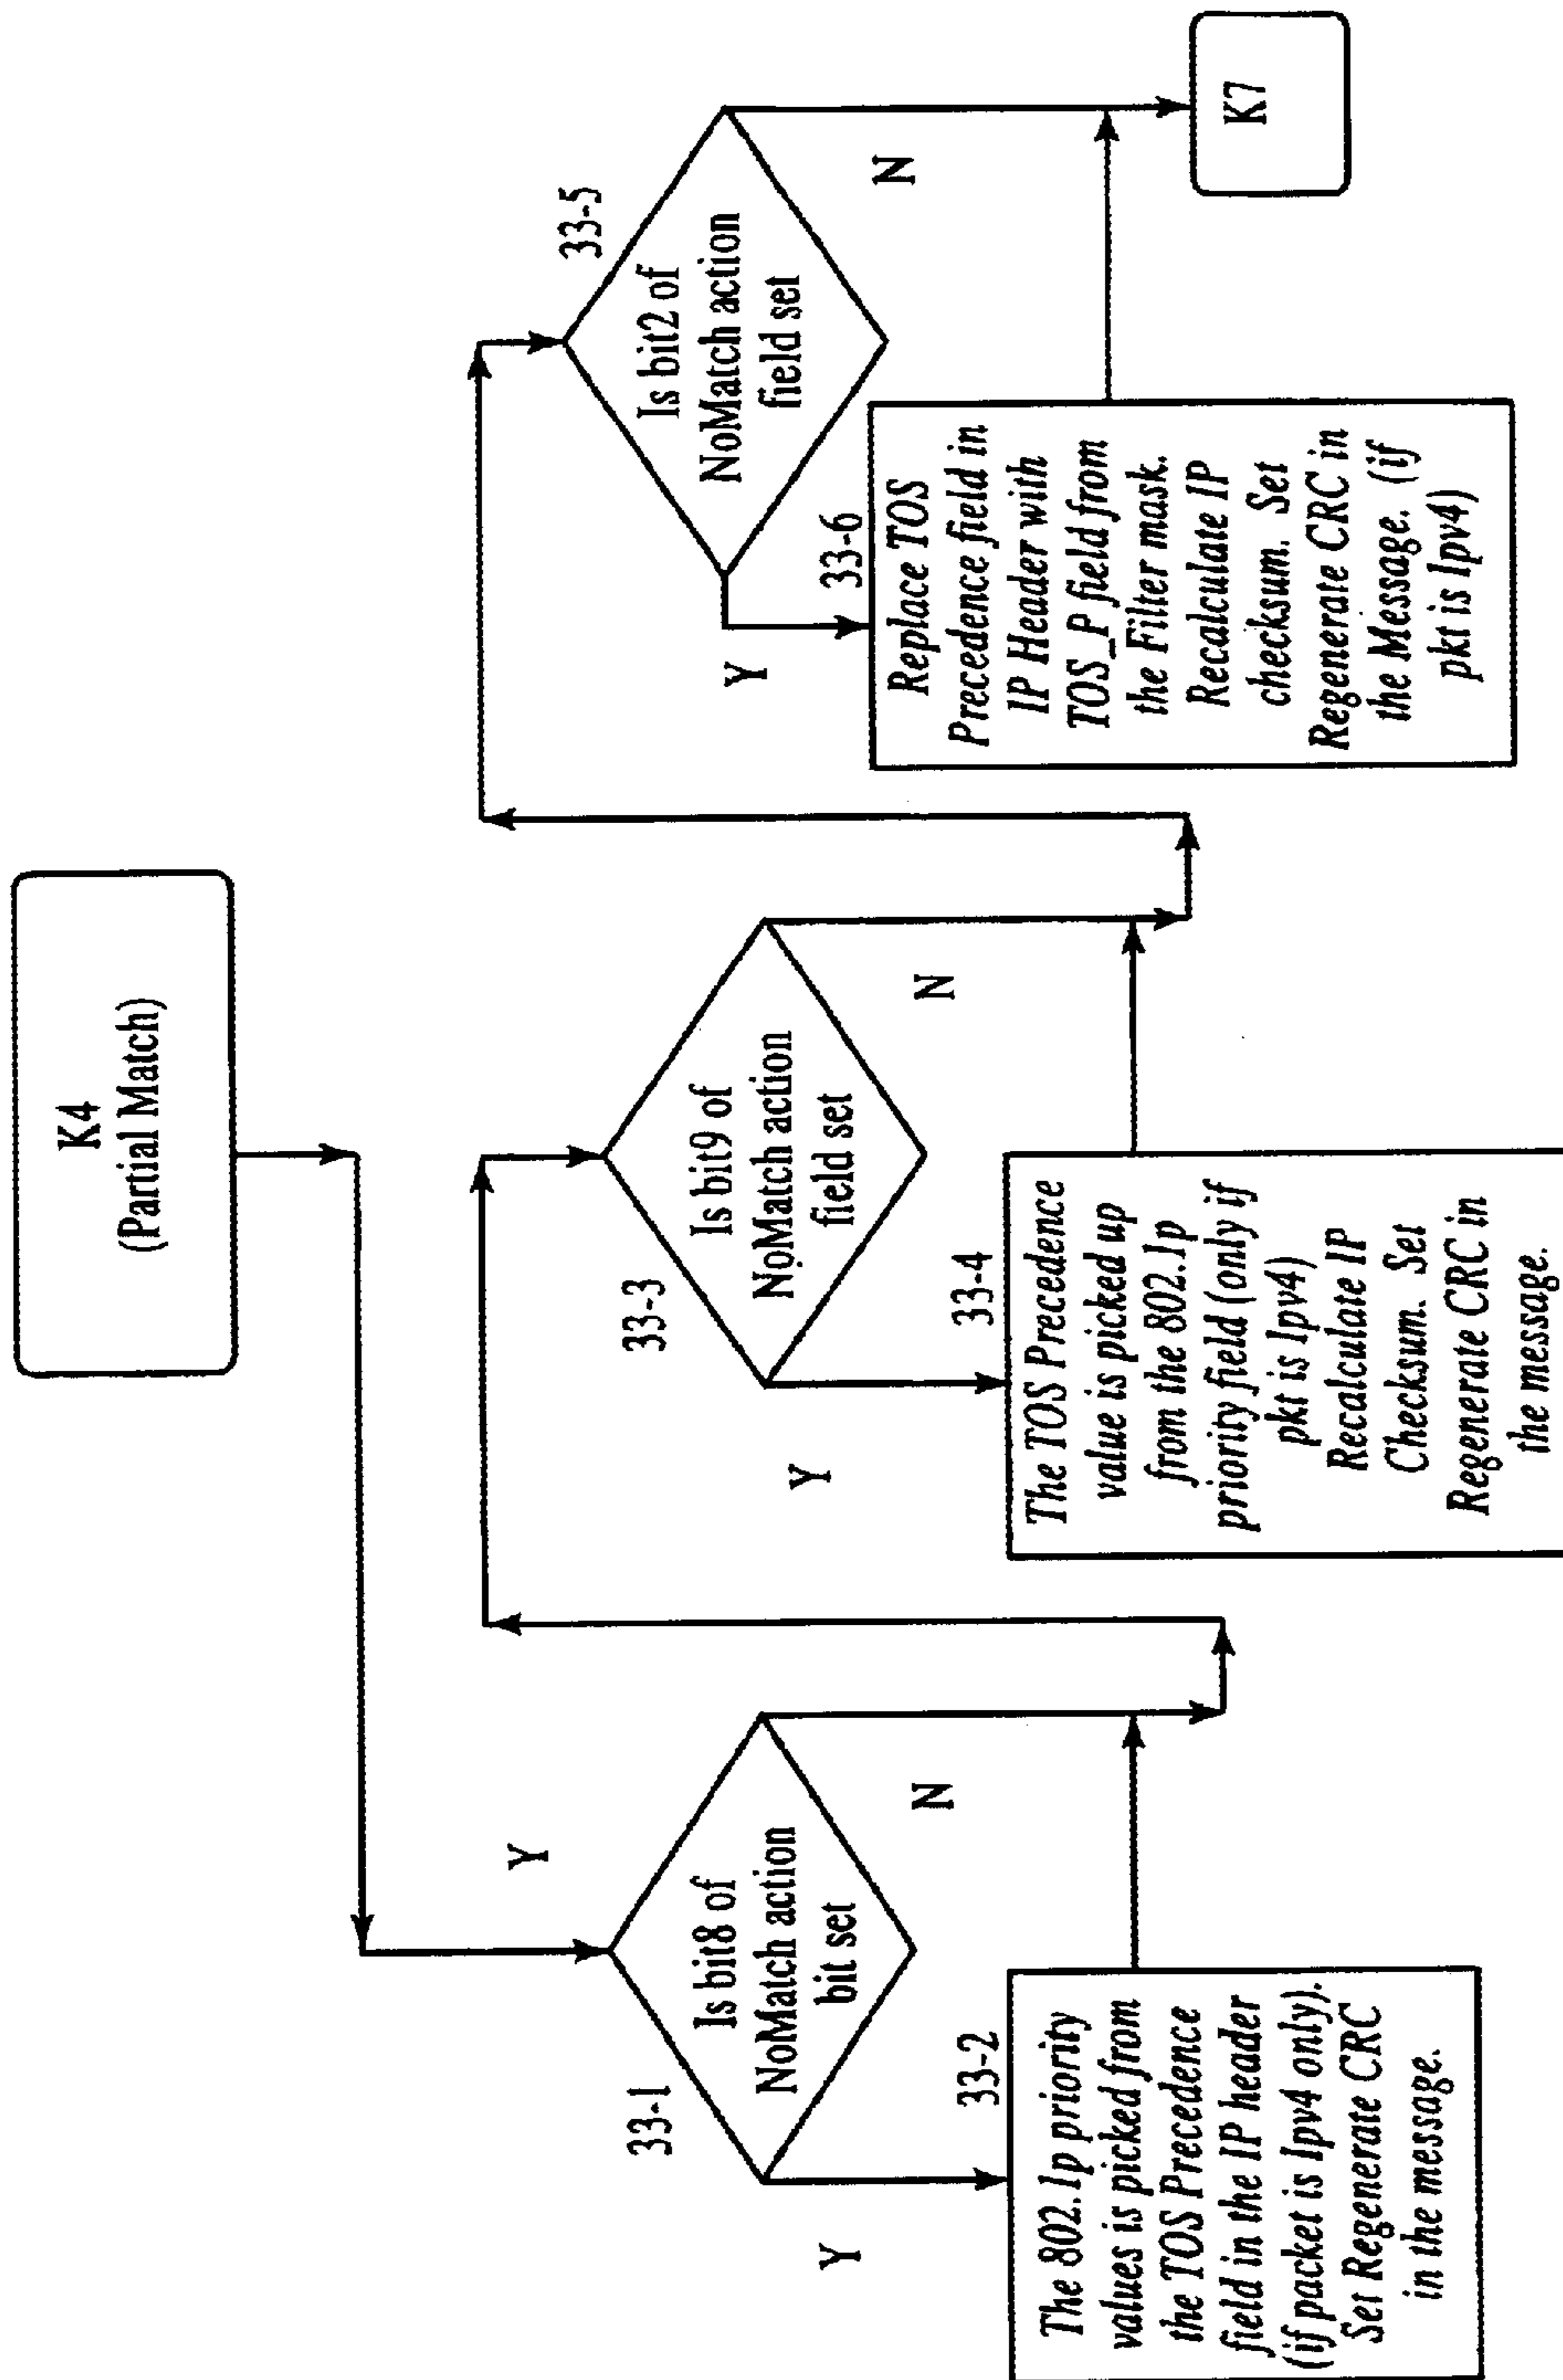 K4
(Partial Match)
Y
33-1
Is bit8 of
NoMatch action
bit set
N
Y
33-2
The 802.1p priority
values is picked from
the TOS Precedence
field in the IP header
(if packet is Ipv4 only).
Set Regenerate CRC
in the message.
33-3
Is bit9 of
NoMatch action
field set
N
Y
33-4
The TOS Precedence
value is picked up
from the 802.1p
priority field (only if
pkt is Ipv4)
Recalculate IP
Checksum. Set
Regenerate CRC in
the message.
33-5
Is bit2 of
NoMatch action
field set
N
Y
33-6
Replace TOS
Precedence field in
IP Header with
TOS_P field from
the Filter mask.
Recalculate IP
checksum. Set
Regenerate CRC in
the Message. (if
pkt is Ipv4)
K7